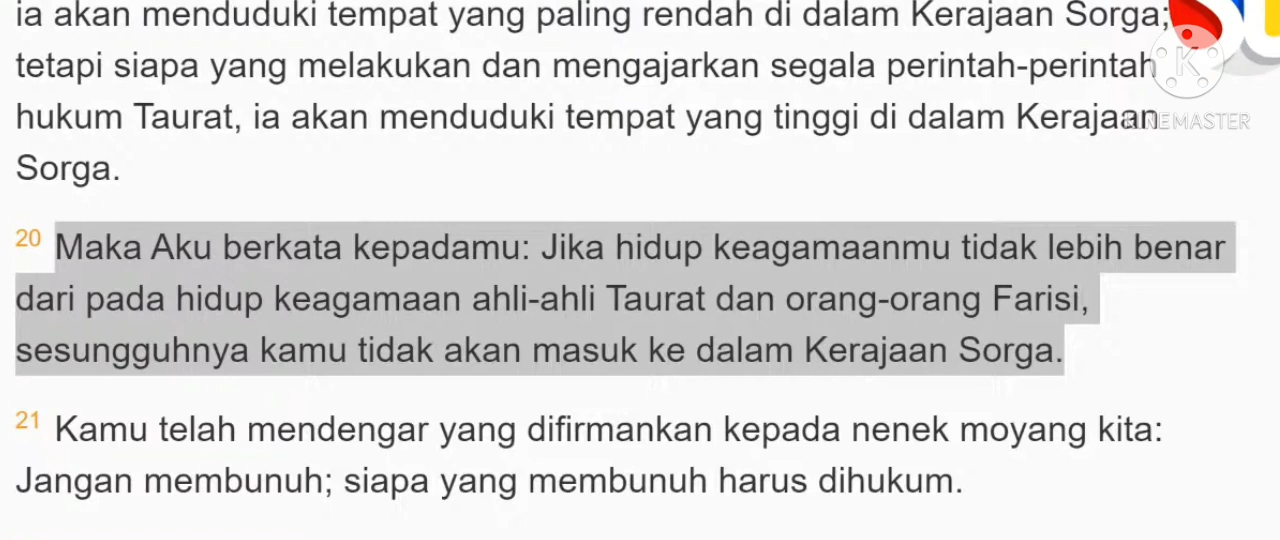 ia akan menduduki tempat yang paling rendah di dalam Kerajaan Sorga;
tetapi siapa yang melakukan dan mengajarkan segala perintah-perintah
hukum Taurat, ia akan menduduki tempat yang tinggi di dalam Kerajaan
Sorga.
K
KINEMASTER
20 Maka Aku berkata kepadamu: Jika hidup keagamaanmu tidak lebih benar
dari pada hidup keagamaan ahli-ahli Taurat dan orang-orang Farisi,
sesungguhnya kamu tidak akan masuk ke dalam Kerajaan Sorga.
21 Kamu telah mendengar yang difirmankan kepada nenek moyang kita:
Jangan membunuh; siapa yang membunuh harus dihukum.